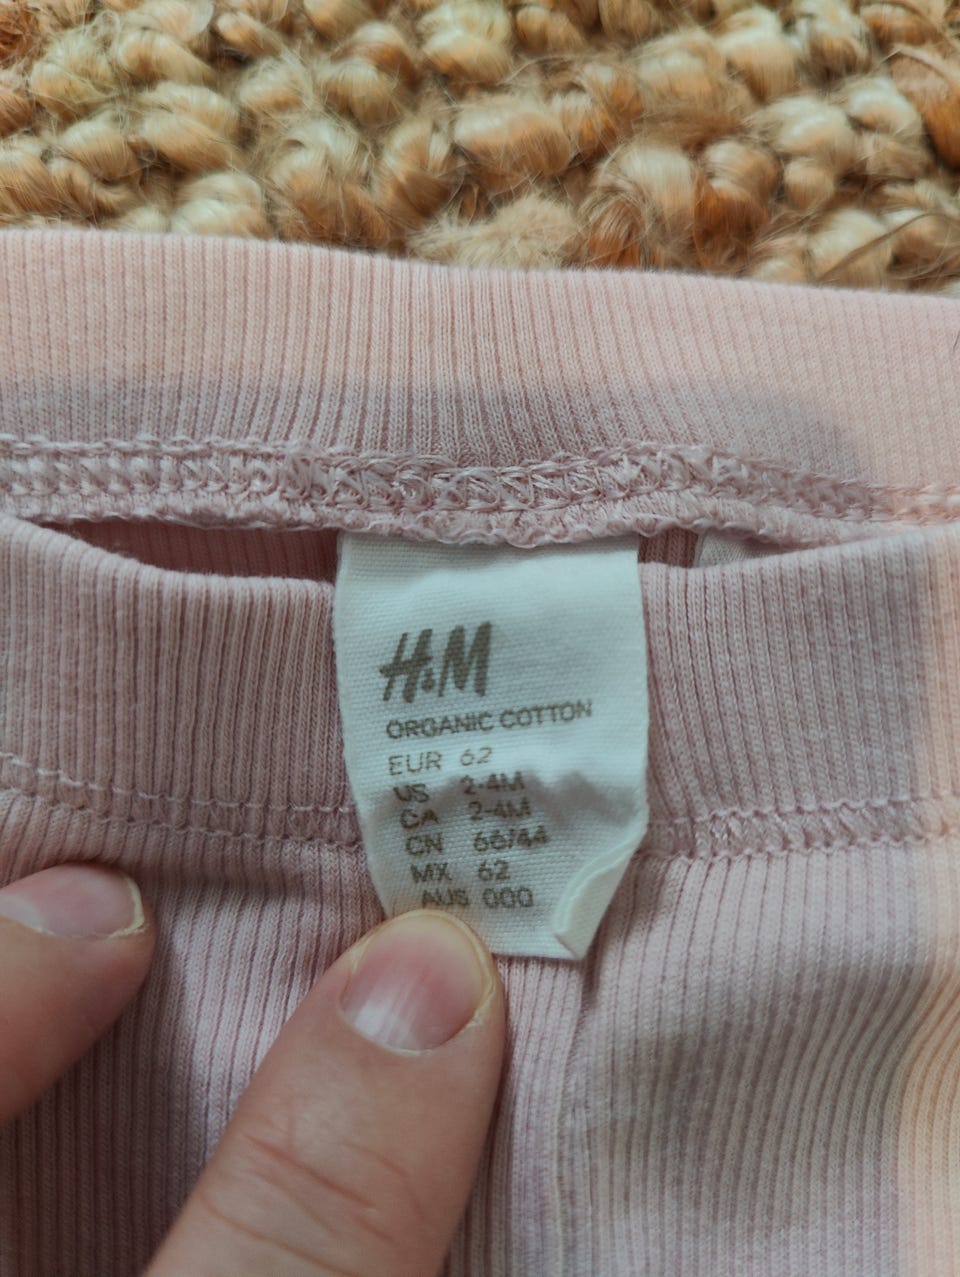 H&M
ORGANIC COTTON
EUR 62
US 2-4M
CA 2-4M
CN 66/44
MX 62
AUS 000